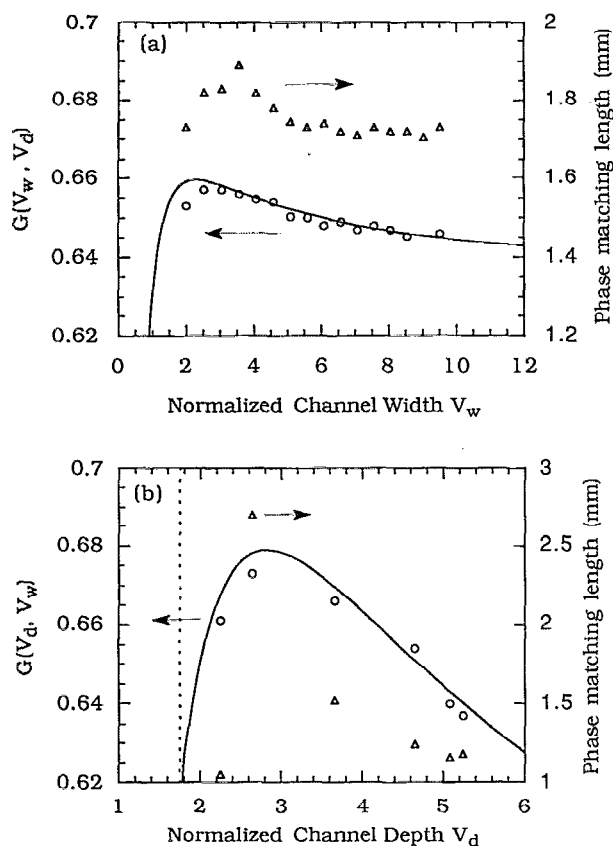 (a)
0.7
0.68
0.66
0.64
0.62
G(V_w , V_d)
2
1.8
1.6
1.4
1.2
Phase matching length (mm)
0 2 4 6 8 10 12
Normalized Channel Width V_w
(b)
0.7
0.68
0.66
0.64
0.62
G(V_d, V_w)
3
2.5
2
1.5
1
Phase matching length (mm)
1 2 3 4 5 6
Normalized Channel Depth V_d